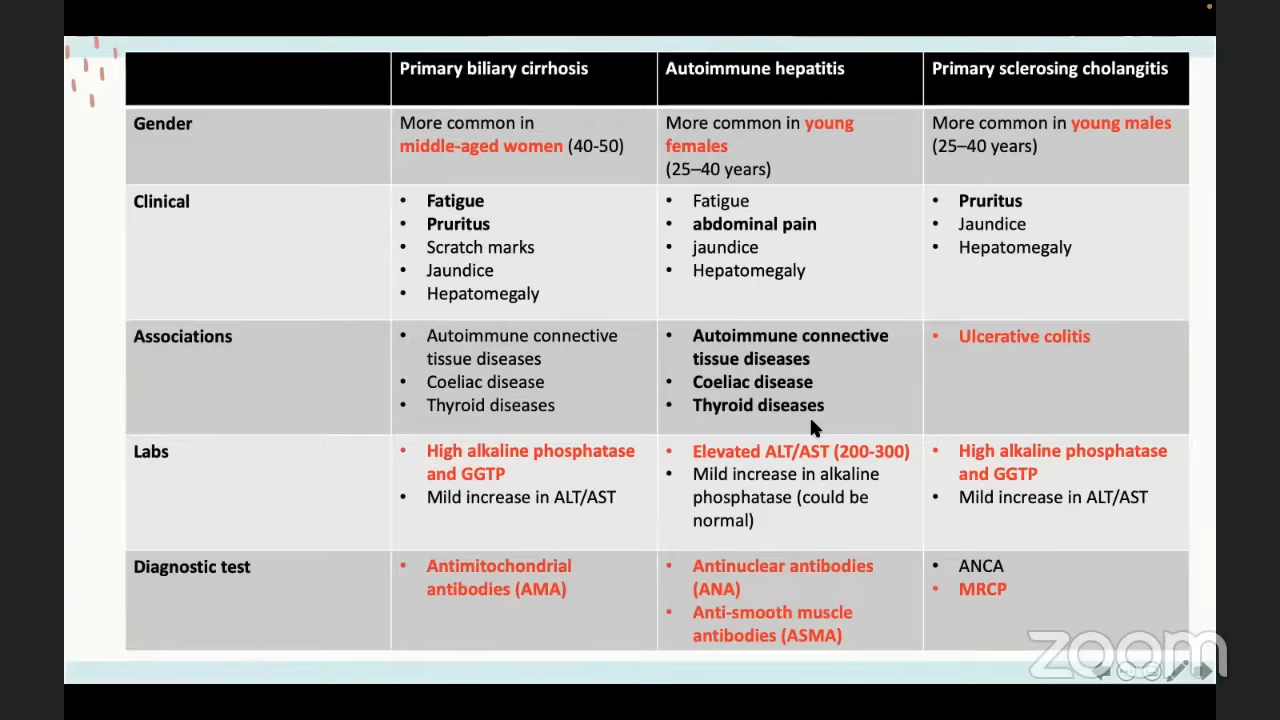 Primary biliary cirrhosis
Autoimmune hepatitis
Primary sclerosing cholangitis
Gender
More common in
middle-aged women (40-50)
More common in young
females
(25–40 years)
More common in young males
(25–40 years)
Clinical
• Fatigue
• Pruritus
• Scratch marks
• Jaundice
• Hepatomegaly
• Fatigue
• abdominal pain
• jaundice
• Hepatomegaly
• Pruritus
• Jaundice
• Hepatomegaly
Associations
• Autoimmune connective
tissue diseases
• Coeliac disease
• Thyroid diseases
• Autoimmune connective
tissue diseases
• Coeliac disease
• Thyroid diseases
• Ulcerative colitis
Labs
• High alkaline phosphatase
and GGTP
• Mild increase in ALT/AST
• Elevated ALT/AST (200-300)
• Mild increase in alkaline
phosphatase (could be
normal)
• High alkaline phosphatase
and GGTP
• Mild increase in ALT/AST
Diagnostic test
• Antimitochondrial
antibodies (AMA)
• Antinuclear antibodies
(ANA)
• Anti-smooth muscle
antibodies (ASMA)
• ANCA
• MRCP
zoom